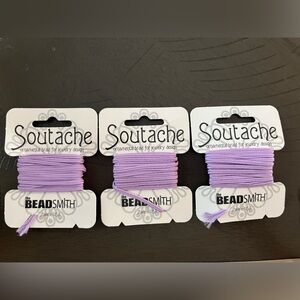 Soutache
ornamental braid for jewelry design
BEADSMITH
Soutache
ornamental braid for jewelry design
BEADSMITH
Soutache
ornamental braid for jewelry design
BEADSMITH